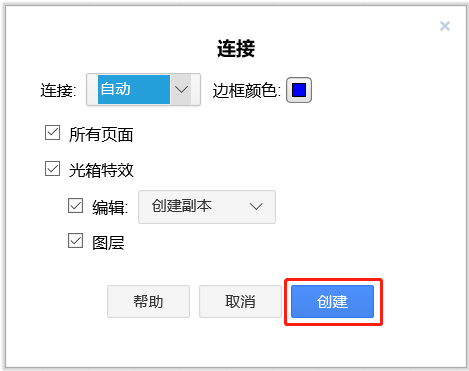 连接
连接: 自动 边框颜色:
所有页面
光箱特效
编辑: 创建副本
图层
帮助 取消 创建